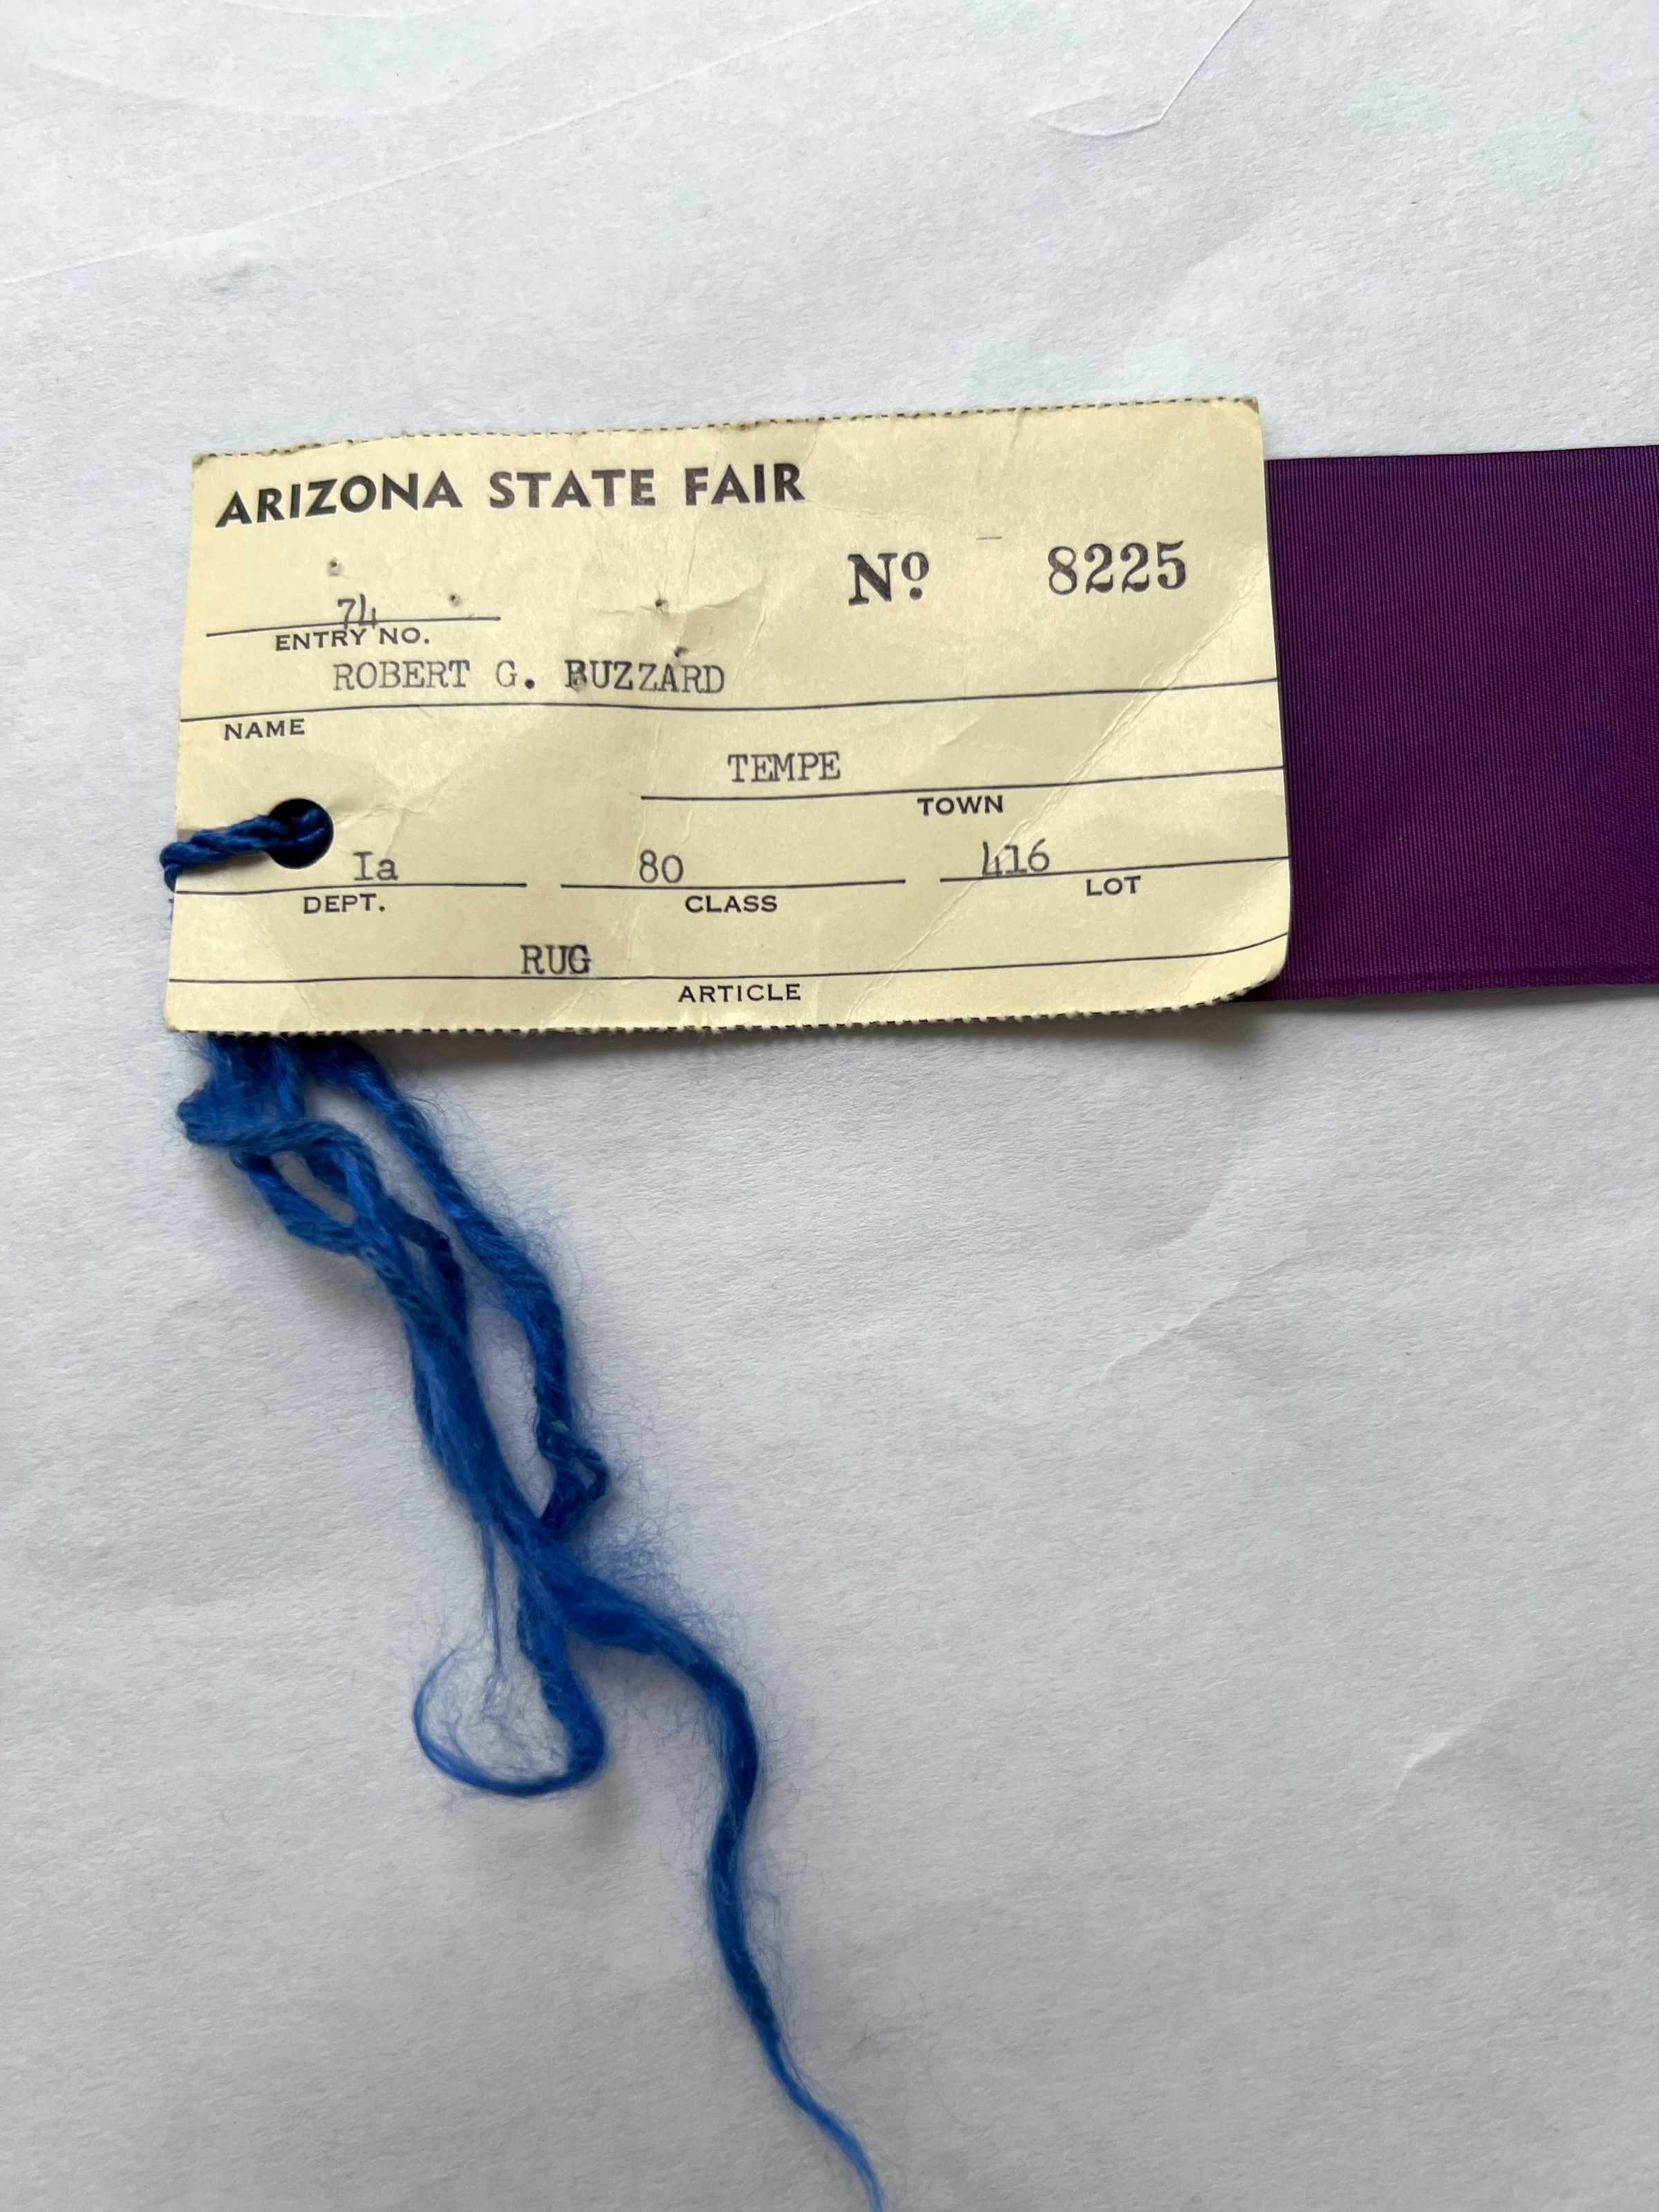 ARIZONA STATE FAIR
Nº 8225
74
ENTRY NO.
ROBERT G. BUZZARD
NAME
TEMPE
TOWN
Ia 80 416
DEPT. CLASS LOT
RUG
ARTICLE